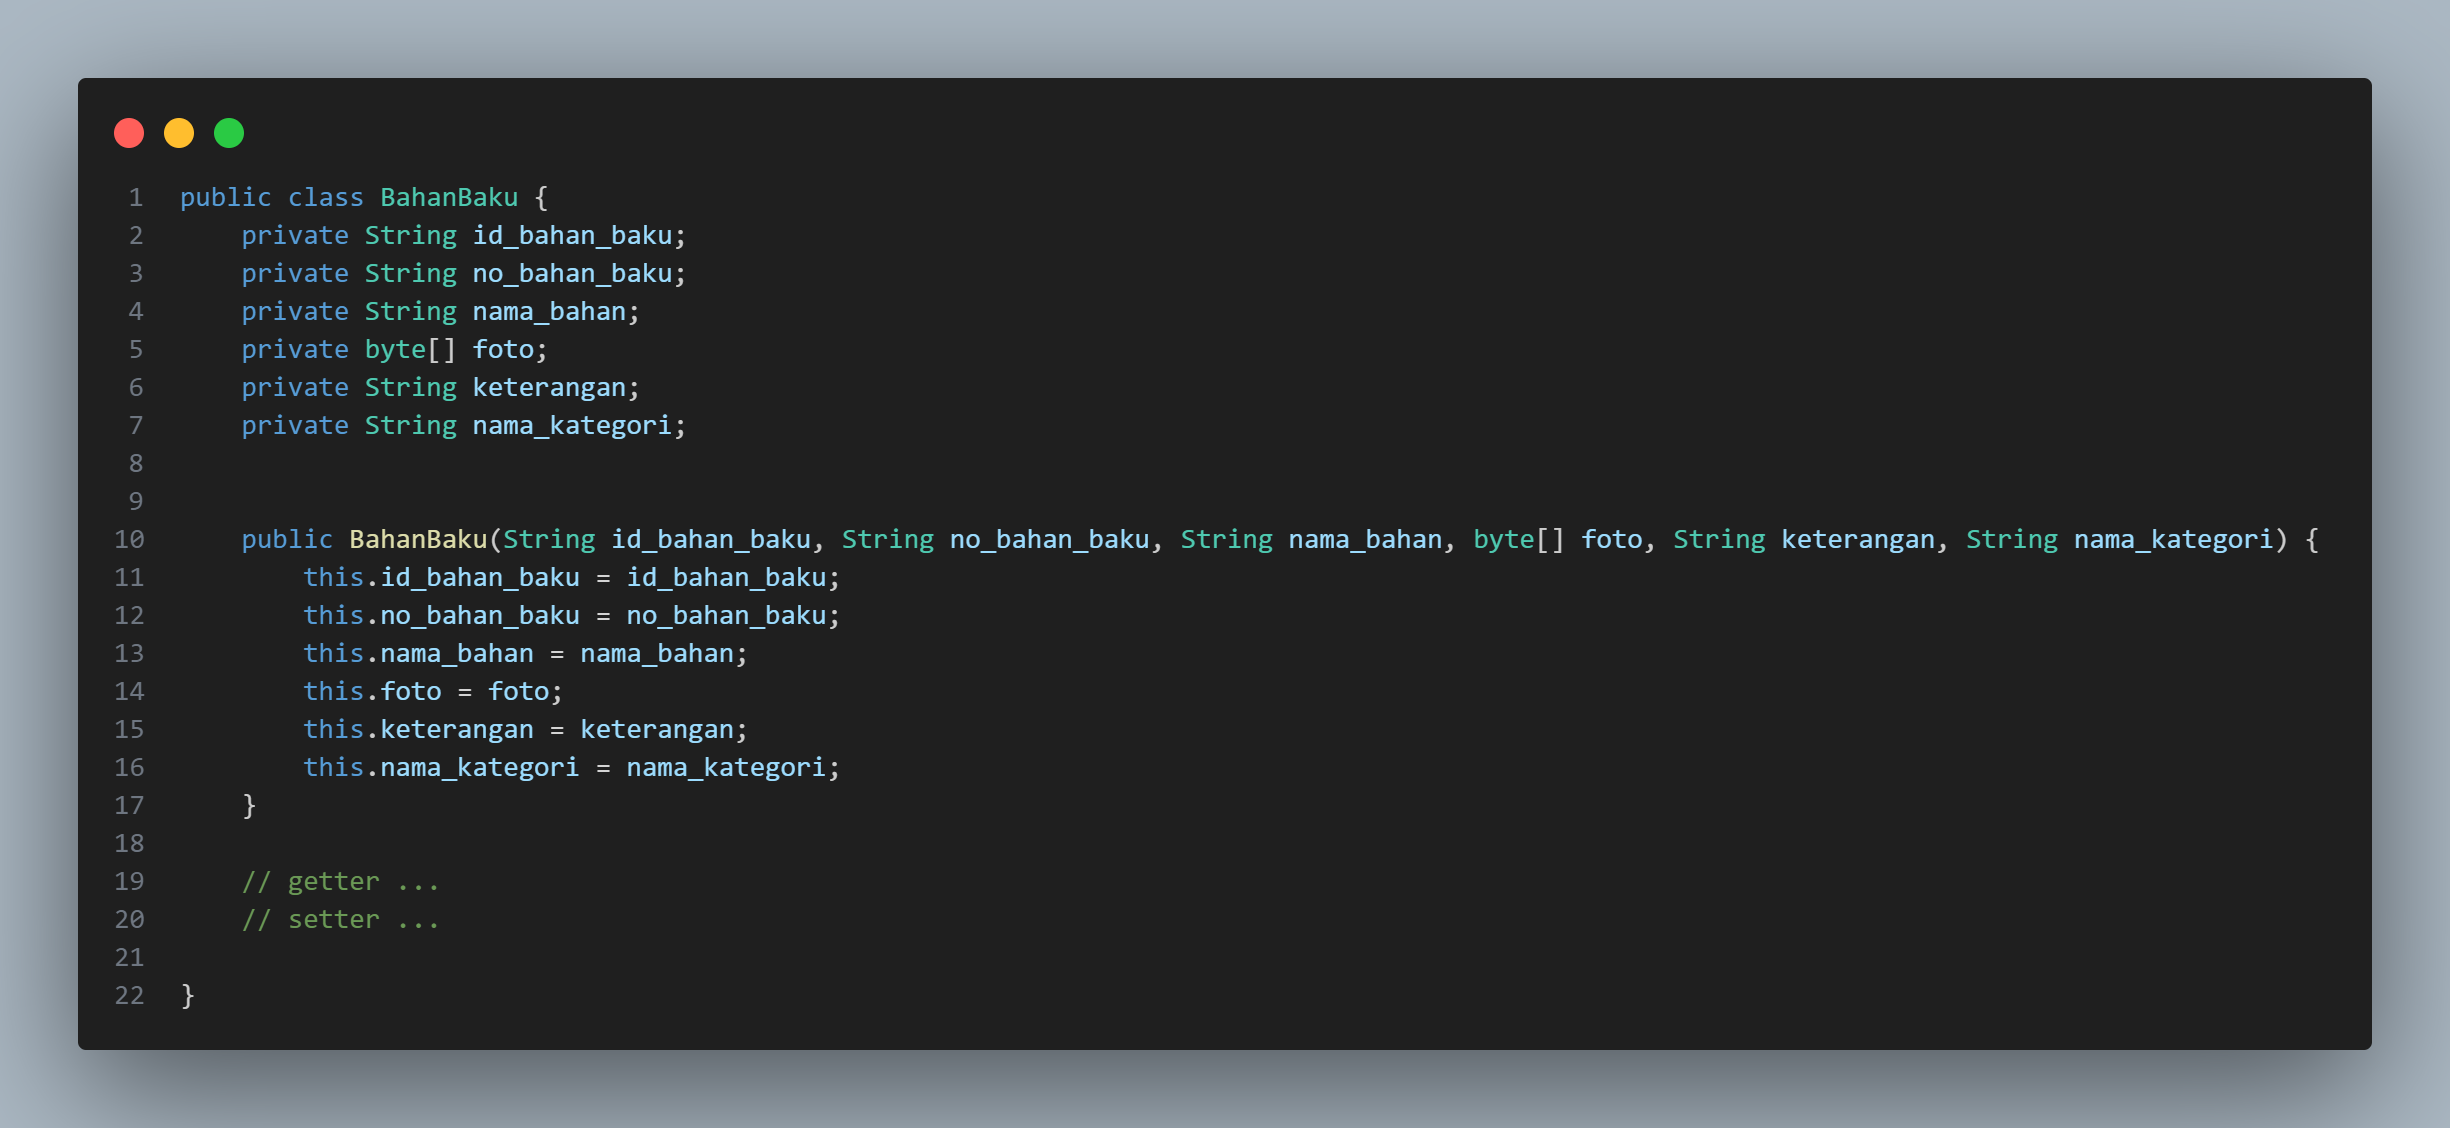 1 public class BahanBaku {
2     private String id_bahan_baku;
3     private String no_bahan_baku;
4     private String nama_bahan;
5     private byte[] foto;
6     private String keterangan;
7     private String nama_kategori;
8
9
10     public BahanBaku(String id_bahan_baku, String no_bahan_baku, String nama_bahan, byte[] foto, String keterangan, String nama_kategori) {
11         this.id_bahan_baku = id_bahan_baku;
12         this.no_bahan_baku = no_bahan_baku;
13         this.nama_bahan = nama_bahan;
14         this.foto = foto;
15         this.keterangan = keterangan;
16         this.nama_kategori = nama_kategori;
17     }
18
19     // getter ...
20     // setter ...
21
22 }